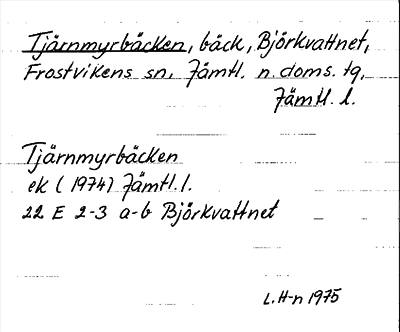 Tjärnmyrbäcken, bäck, Björkvattnet,
Frostvikens sn, Jämtl. n. doms. tg,
Jämtl. l.
Tjärnmyrbäcken
ek (1974) Jämtl. l.
22 E 2-3 a-b Björkvattnet
L. H-n 1975